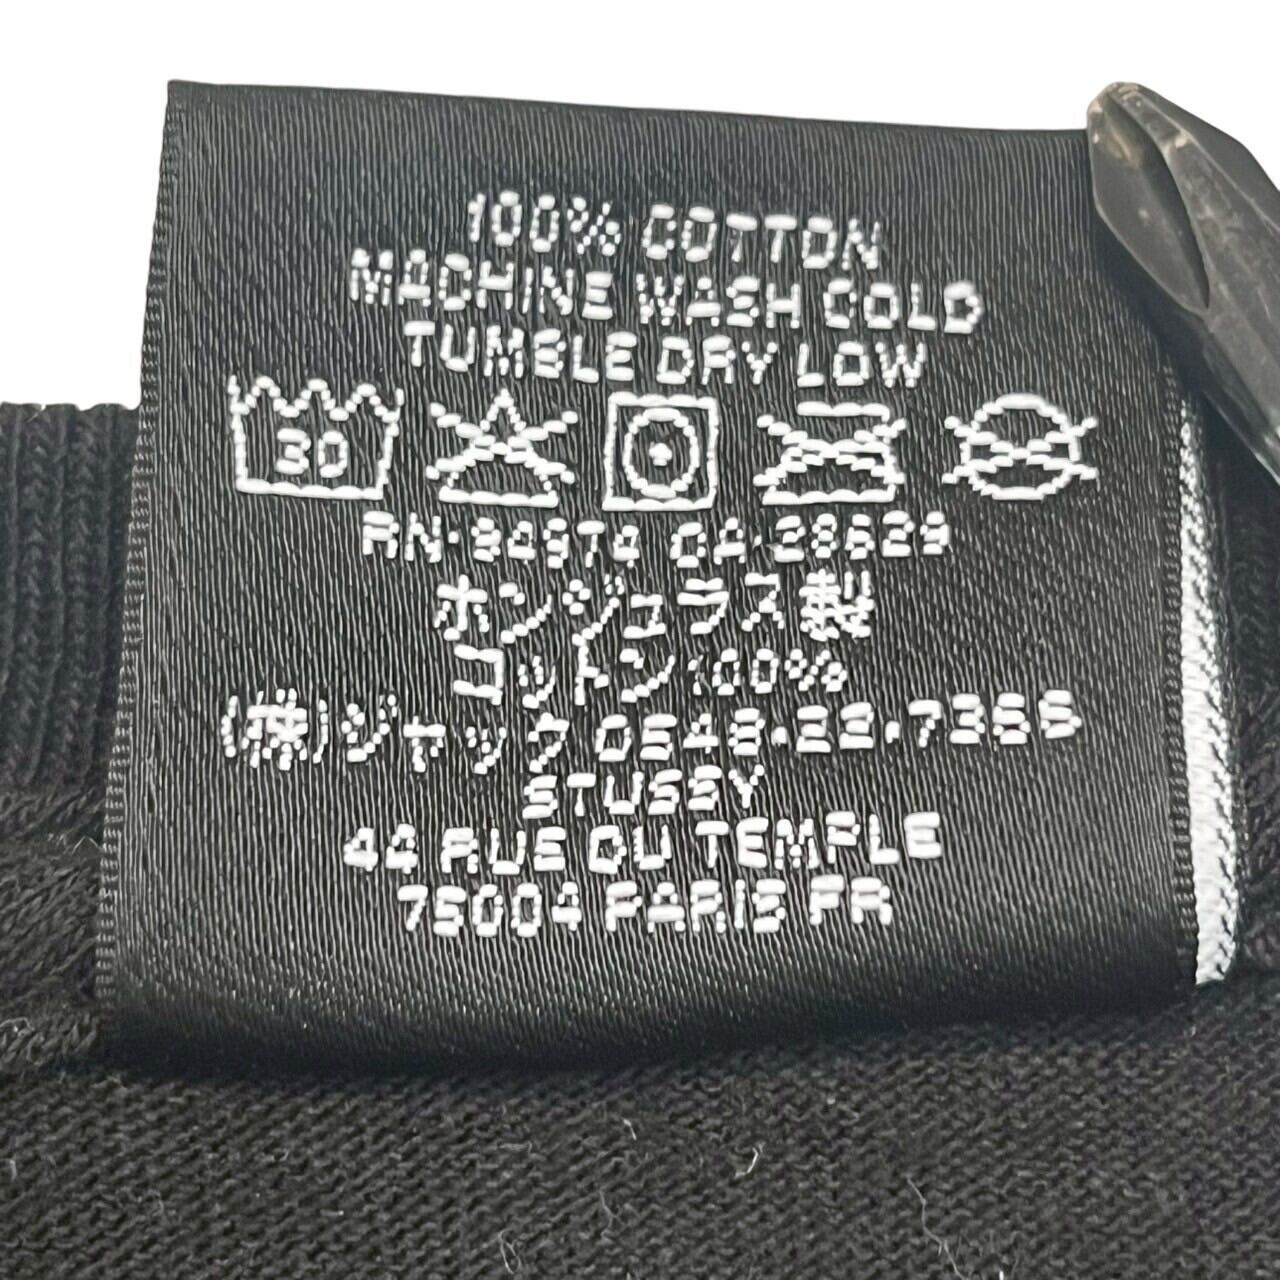 100% COTTON
MACHINE WASH COLD
TUMBLE DRY LOW
30
RN·94974 CA·28629
ホンジュラス製
コットン100%
(株)ジャック 0548·22·7366
STUSSY
44 RUE DU TEMPLE
75004 PARIS FR